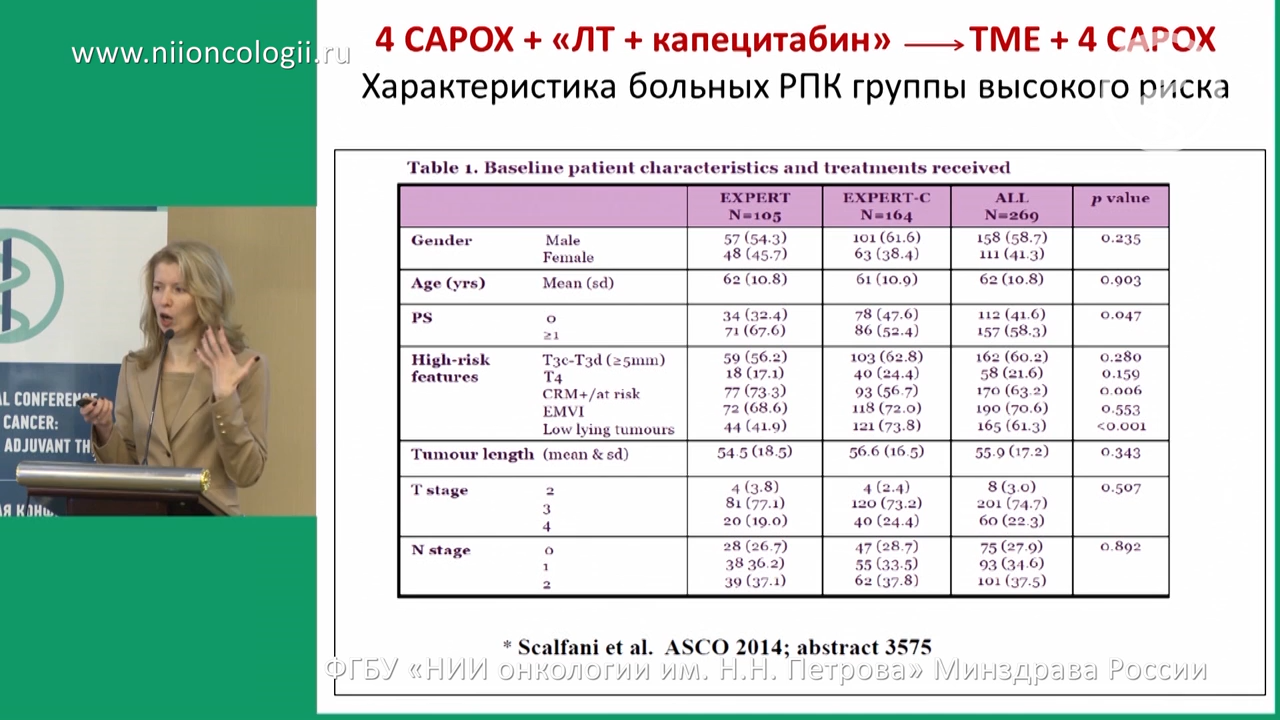 www.niioncologii.ru
4 CAPOX + «ЛТ + капецитабин» ⟶ TME + 4 CAPOX
Характеристика больных РПК группы высокого риска
Table 1. Baseline patient characteristics and treatments received
EXPERT N=105 EXPERT-C N=164 ALL N=269 p value
Gender Male 57 (54.3) 101 (61.6) 158 (58.7) 0.235
Female 48 (45.7) 63 (38.4) 111 (41.3)
Age (yrs) Mean (sd) 62 (10.8) 61 (10.9) 62 (10.8) 0.903
PS 0 34 (32.4) 78 (47.6) 112 (41.6) 0.047
≥1 71 (67.6) 86 (52.4) 157 (58.3)
High-risk features T3c-T3d (≥5mm) 59 (56.2) 103 (62.8) 162 (60.2) 0.280
T4 18 (17.1) 40 (24.4) 58 (21.6) 0.159
CRM+/at risk 77 (73.3) 93 (56.7) 170 (63.2) 0.006
EMVI 72 (68.6) 118 (72.0) 190 (70.6) 0.553
Low lying tumours 44 (41.9) 121 (73.8) 165 (61.3) <0.001
Tumour length (mean & sd) 54.5 (18.5) 56.6 (16.5) 55.9 (17.2) 0.343
T stage 2 4 (3.8) 4 (2.4) 8 (3.0) 0.507
3 81 (77.1) 120 (73.2) 201 (74.7)
4 20 (19.0) 40 (24.4) 60 (22.3)
N stage 0 28 (26.7) 47 (28.7) 75 (27.9) 0.892
1 38 36.2) 55 (33.5) 93 (34.6)
2 39 (37.1) 62 (37.8) 101 (37.5)
* Scalfani et al. ASCO 2014; abstract 3575
ФГБУ «НИИ онкологии им. Н.Н. Петрова» Минздрава России
AL CONFERENCE
CANCER:
ADJUVANT TH